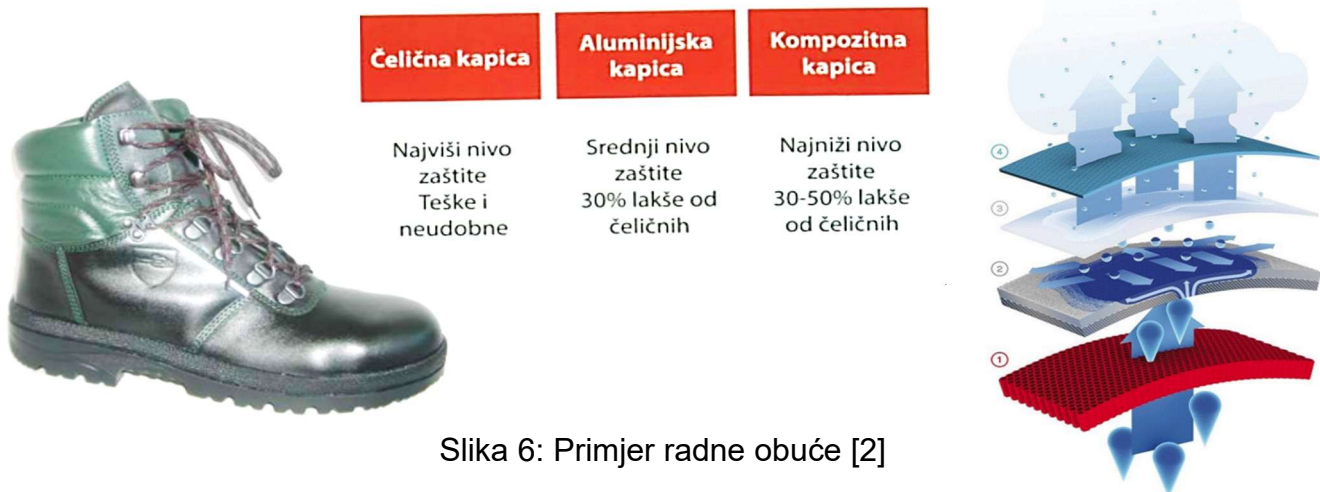 Čelična kapica
Aluminijska
kapica
Kompozitna
kapica
Najviši nivo
zaštite
Teške i
neudobne
Srednji nivo
zaštite
30% lakše od
čeličnih
Najniži nivo
zaštite
30-50% lakše
od čeličnih
4
3
2
1
Slika 6: Primjer radne obuće [2]